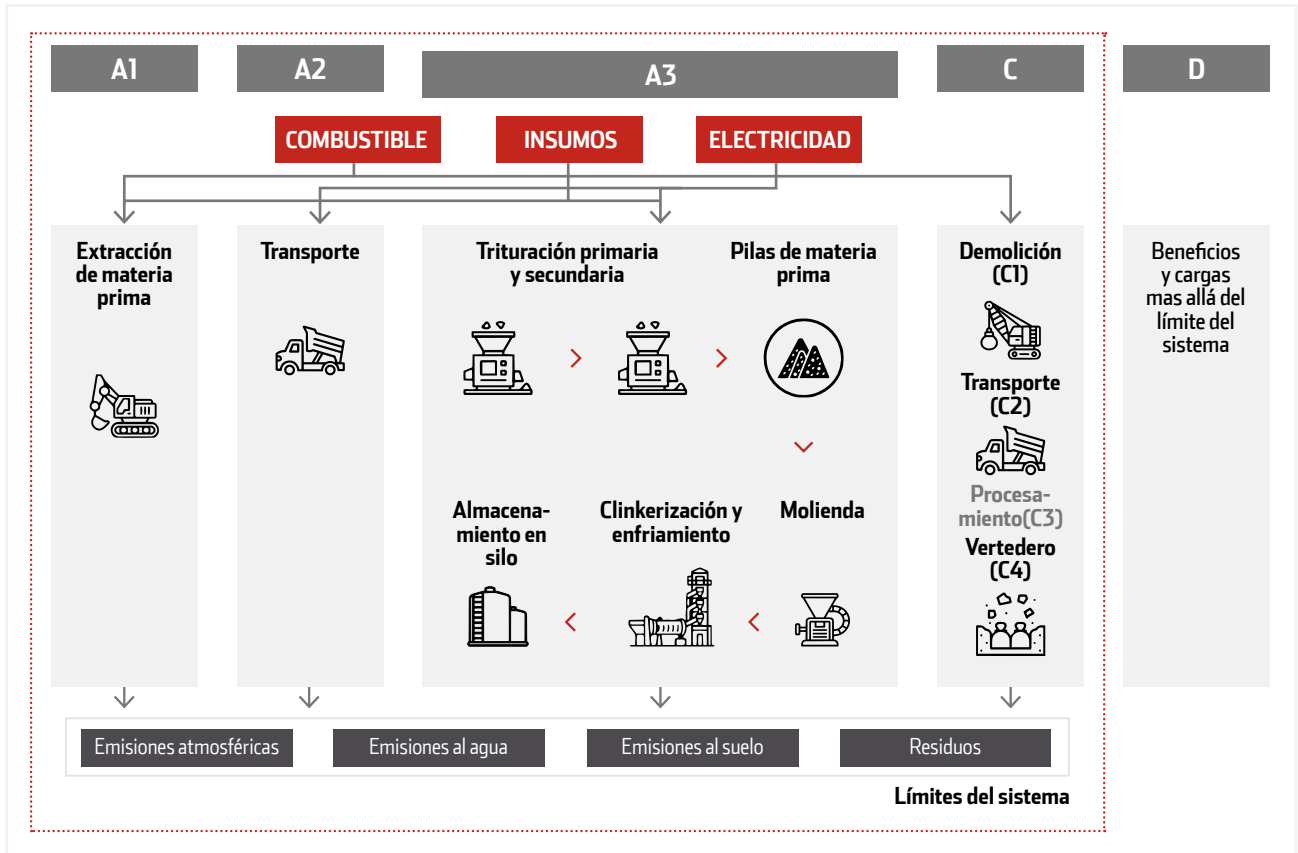 A1
A2
A3
C
D
COMBUSTIBLE
INSUMOS
ELECTRICIDAD
Extracción
de materia
prima
Transporte
Trituración primaria
y secundaria
Pilas de materia
prima
Almacena-
miento en
silo
Clinkerización y
enfriamiento
Molienda
Demolición
(C1)
Transporte
(C2)
Procesa-
miento(C3)
Vertedero
(C4)
Beneficios
y cargas
mas allá del
límite del
sistema
Emisiones atmosféricas
Emisiones al agua
Emisiones al suelo
Residuos
Límites del sistema